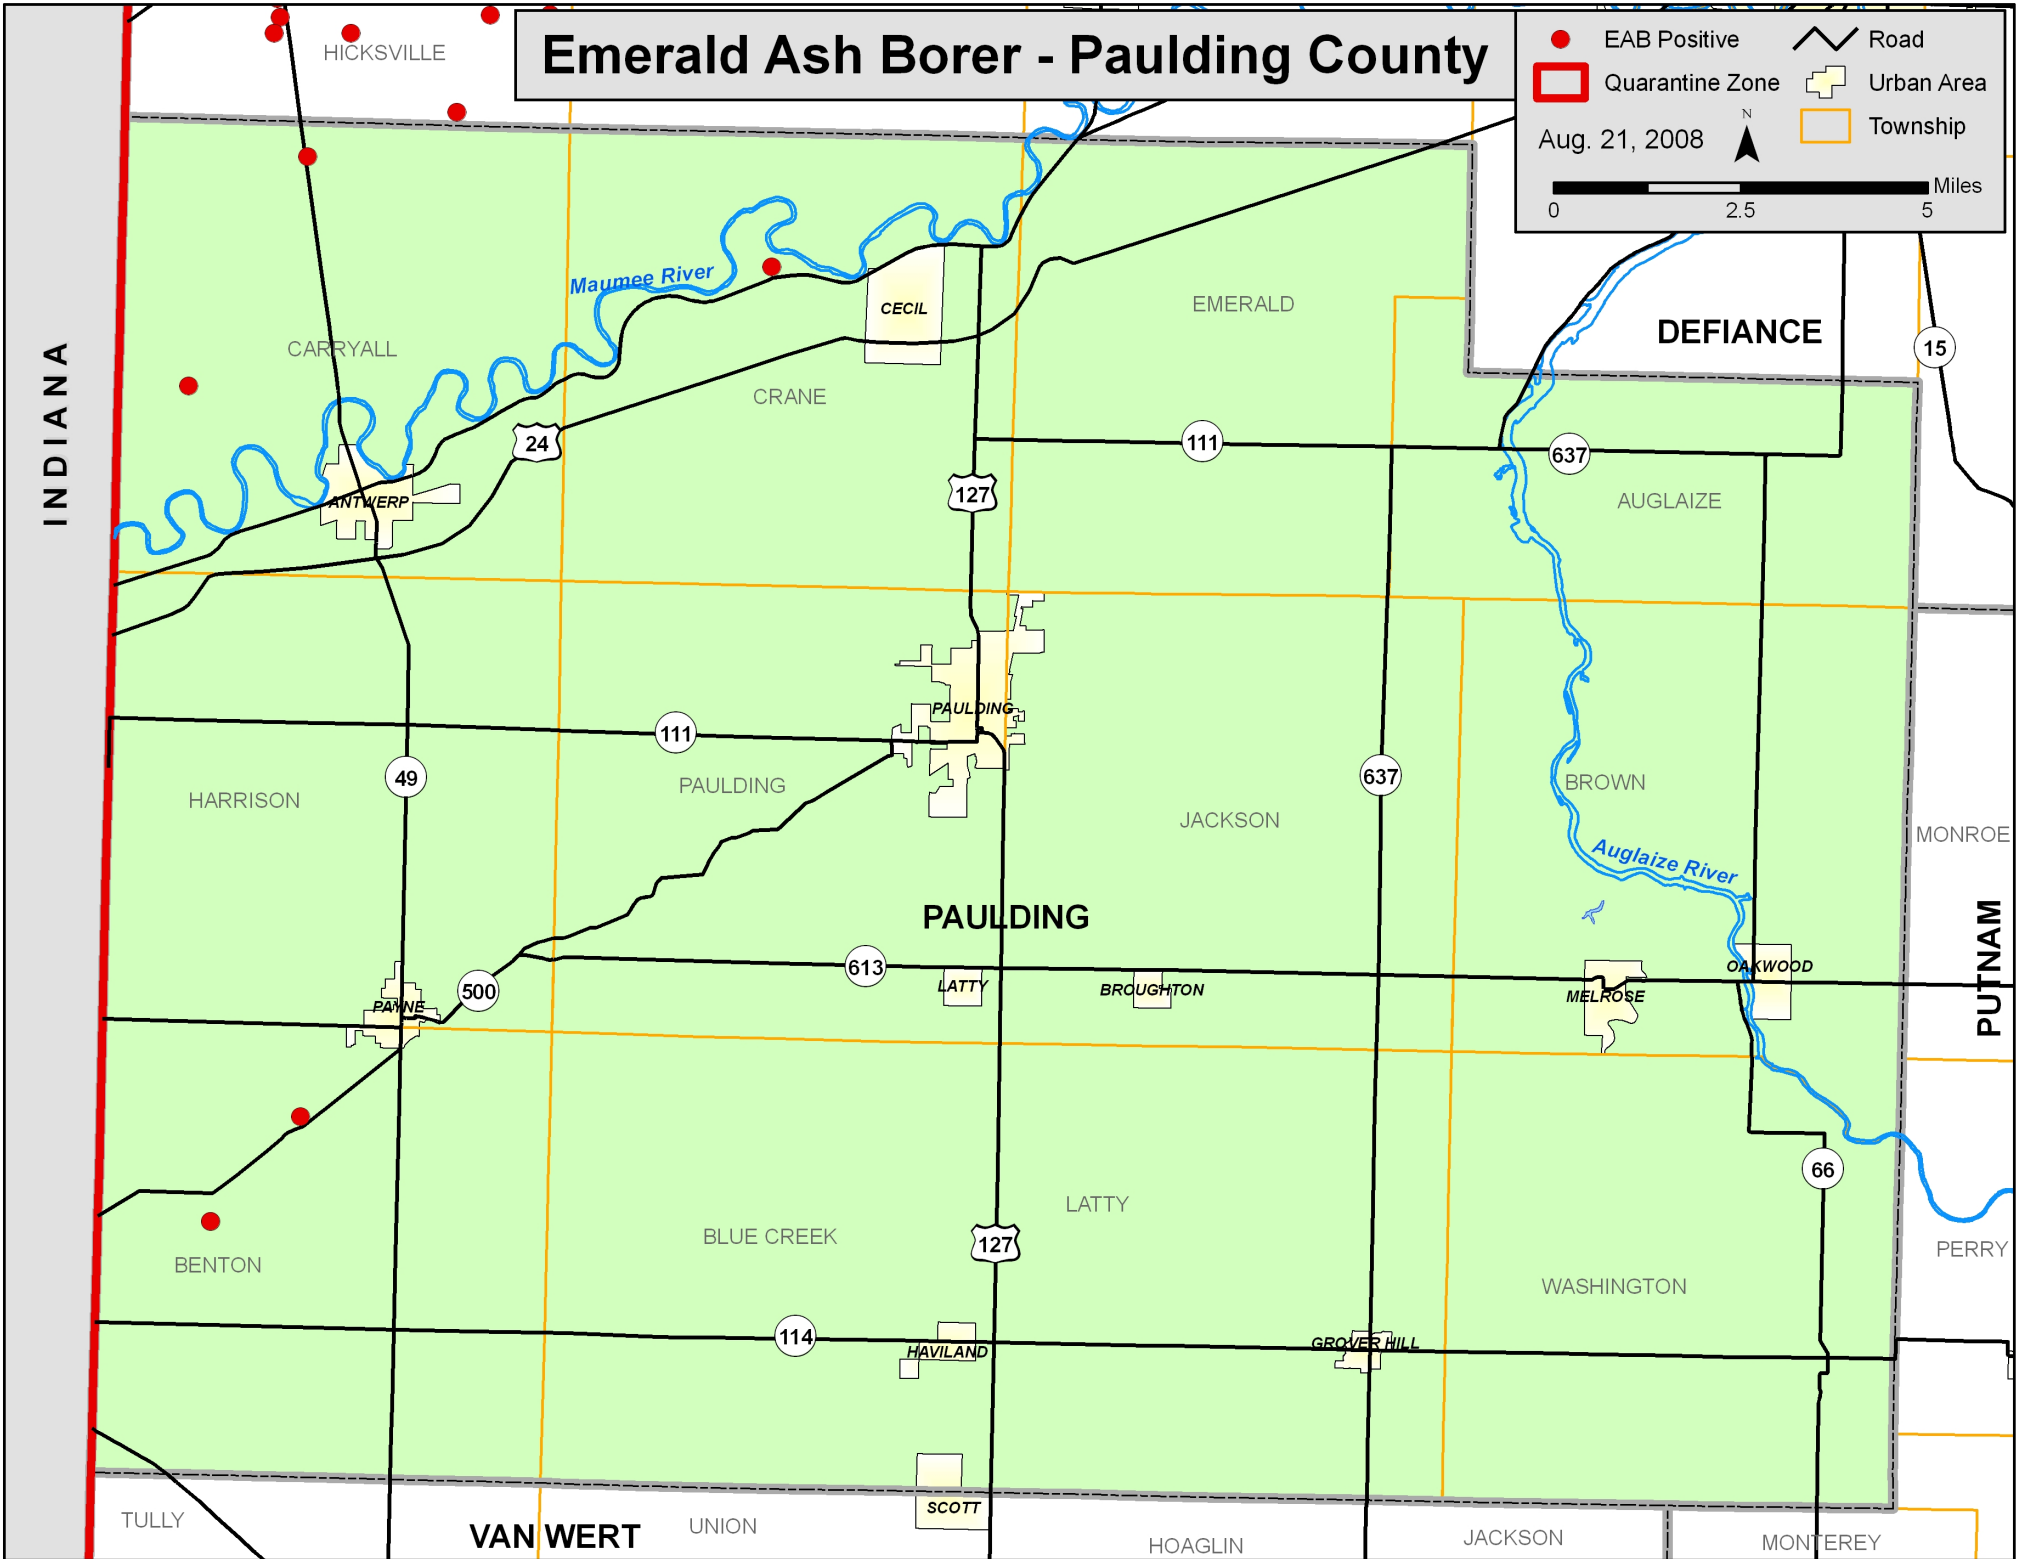 HICKSVILLE
Emerald Ash Borer - Paulding County
EAB Positive
Road
Quarantine Zone
Urban Area
Aug. 21, 2008
N
Township
Miles
0
2.5
5
INDIANA
Maumee River
CECIL
EMERALD
DEFIANCE
15
CARRYALL
CRANE
24
111
637
127
ANTWERP
AUGLAIZE
PAULDING
111
49
637
HARRISON
PAULDING
JACKSON
BROWN
MONROE
Auglaize River
PAULDING
PUTNAM
613
500
LATTY
BROUGHTON
MELROSE
OAKWOOD
PAYNE
66
LATTY
BLUE CREEK
127
PERRY
BENTON
WASHINGTON
114
HAVILAND
GROVER HILL
SCOTT
TULLY
VAN WERT
UNION
HOAGLIN
JACKSON
MONTEREY